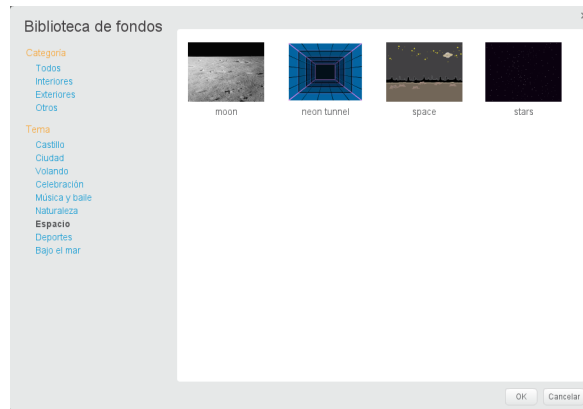 Biblioteca de fondos
Categoría
Todos
Interiores
Exteriores
Otros
Tema
Castillo
Ciudad
Volando
Celebración
Música y baile
Naturaleza
Espacio
Deportes
Bajo el mar
moon
neon tunnel
space
stars
OK
Cancelar